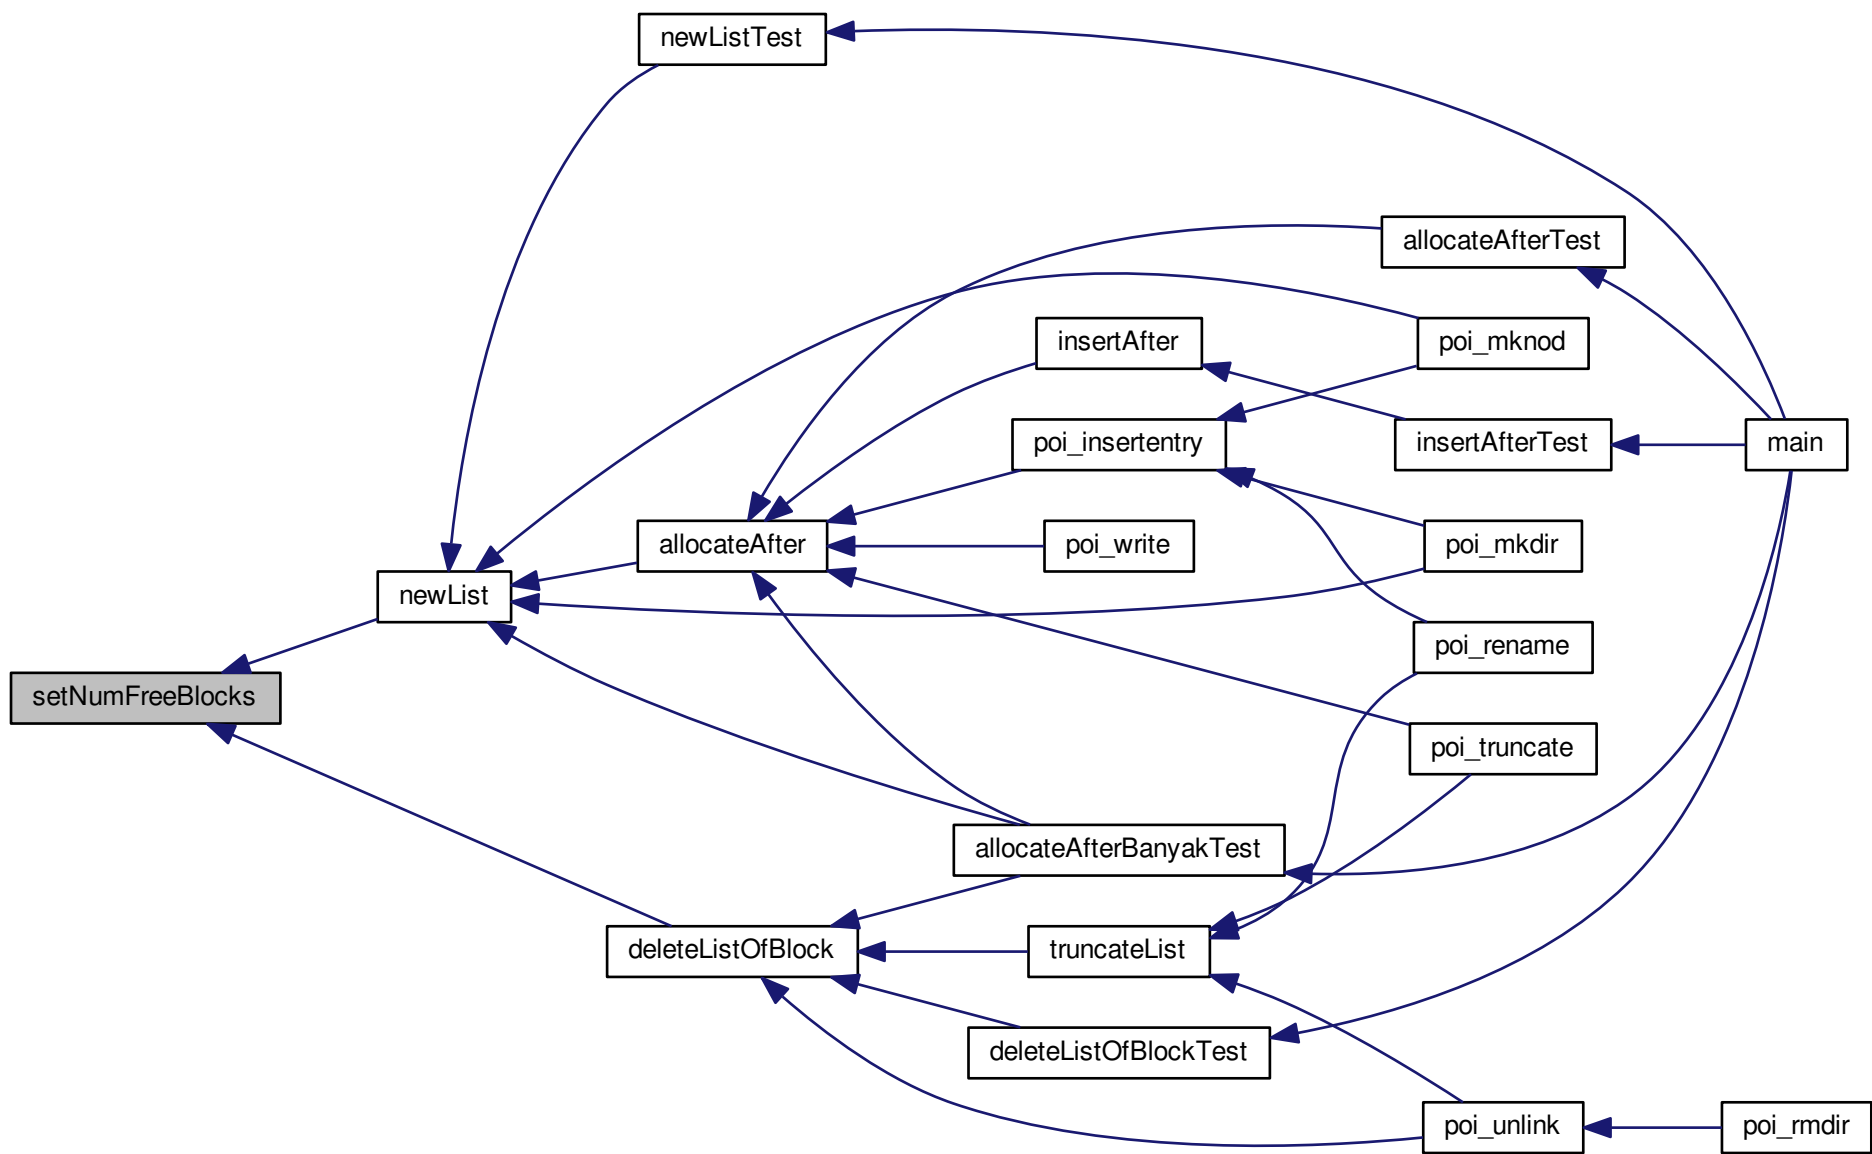 newListTest
allocateAfterTest
insertAfter
poi_mknod
poi_insertentry
insertAfterTest
main
allocateAfter
poi_write
poi_mkdir
newList
poi_rename
setNumFreeBlocks
poi_truncate
allocateAfterBanyakTest
deleteListOfBlock
truncateList
deleteListOfBlockTest
poi_unlink
poi_rmdir